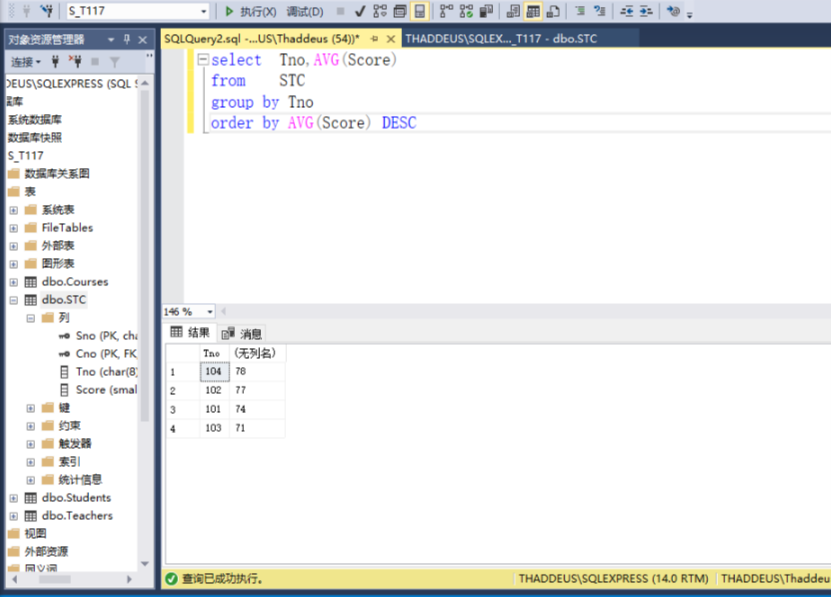 S_T117
执行(X) 调试(D)
对象资源管理器
SQLQuery2.sql -...US\Thaddeus (54))*
THADDEUS\SQLEX..._T117 - dbo.STC
连接
DEUS\SQLEXPRESS (SQL S
据库
系统数据库
数据库快照
S_T117
数据库关系图
表
系统表
FileTables
外部表
图形表
dbo.Courses
dbo.STC
列
Sno (PK, cha
Cno (PK, FK,
Tno (char(8)
Score (smal
键
约束
触发器
索引
统计信息
dbo.Students
dbo.Teachers
视图
外部资源
同义词
select Tno,AVG(Score)
from STC
group by Tno
order by AVG(Score) DESC
146 %
结果 消息
Tno (无列名)
1 104 78
2 102 77
3 101 74
4 103 71
查询已成功执行。
THADDEUS\SQLEXPRESS (14.0 RTM)
THADDEUS\Thaddeu